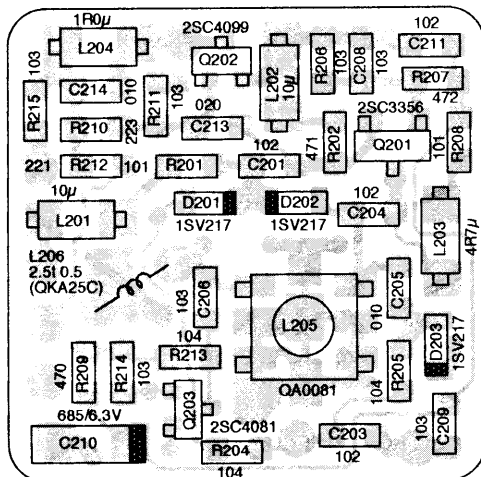 1R0μ
L204
2SC4099
Q202
L202
10μ
R206
103
C208
103
102
C211
R207
472
103
R215
C214
010
R211
103
020
C213
2SC3356
R210
223
471
R202
Q201
101
R208
221
R212
101
R201
102
C201
10μ
L201
D201
1SV217
D202
1SV217
102
C204
L203
4R7μ
L206
2.5t 0.5
(QKA25C)
103
C206
L205
QA0081
010
C205
D203
1SV217
104
R213
470
R209
R214
103
104
R205
685/6.3V
C210
Q203
2SC4081
R204
104
C203
102
103
C209